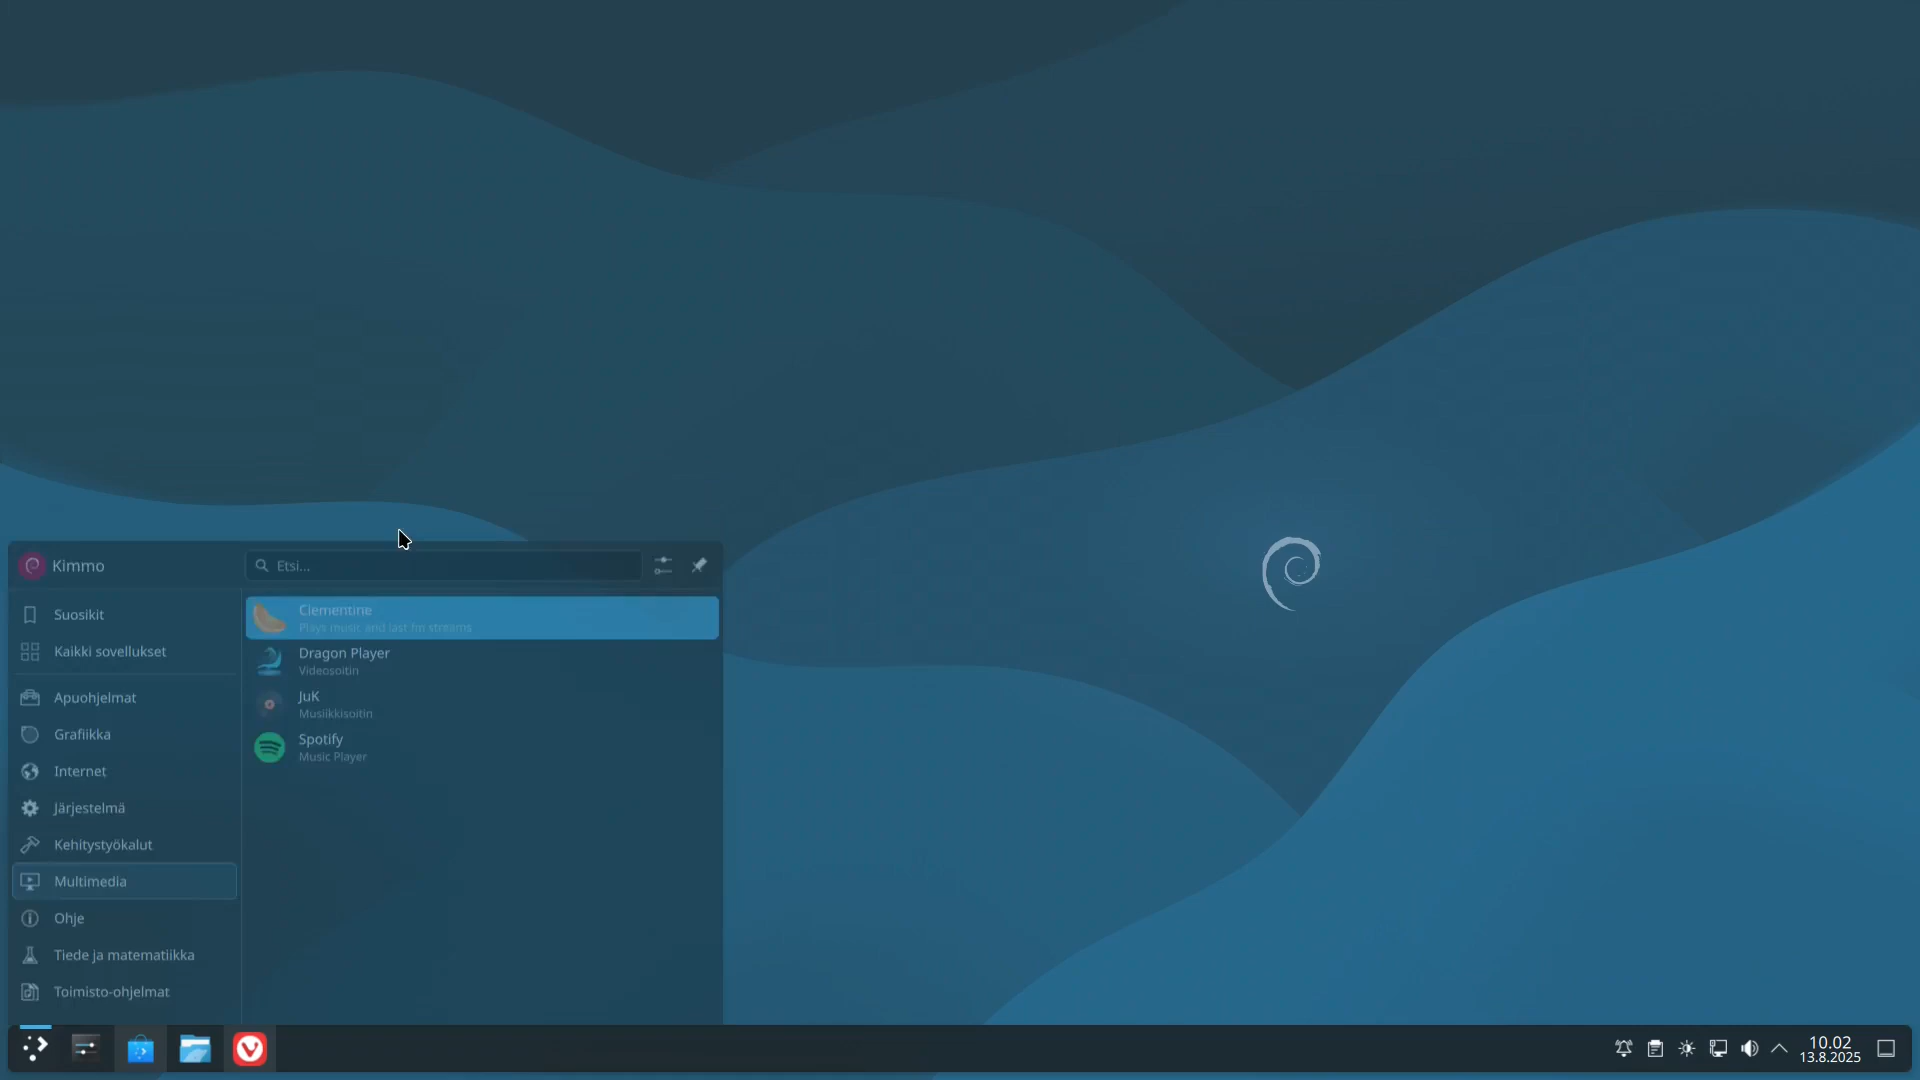 Kimmo
Etsi...
Suosikit
Kaikki sovellukset
Apuohjelmat
Grafiikka
Internet
Järjestelmä
Kehitystyökalut
Multimedia
Ohje
Tiede ja matematiikka
Toimisto-ohjelmat
Clementine
Plays music and last.fm streams
Dragon Player
Videosoitin
JuK
Musiikkisoitin
Spotify
Music Player
10.02
13.8.2025